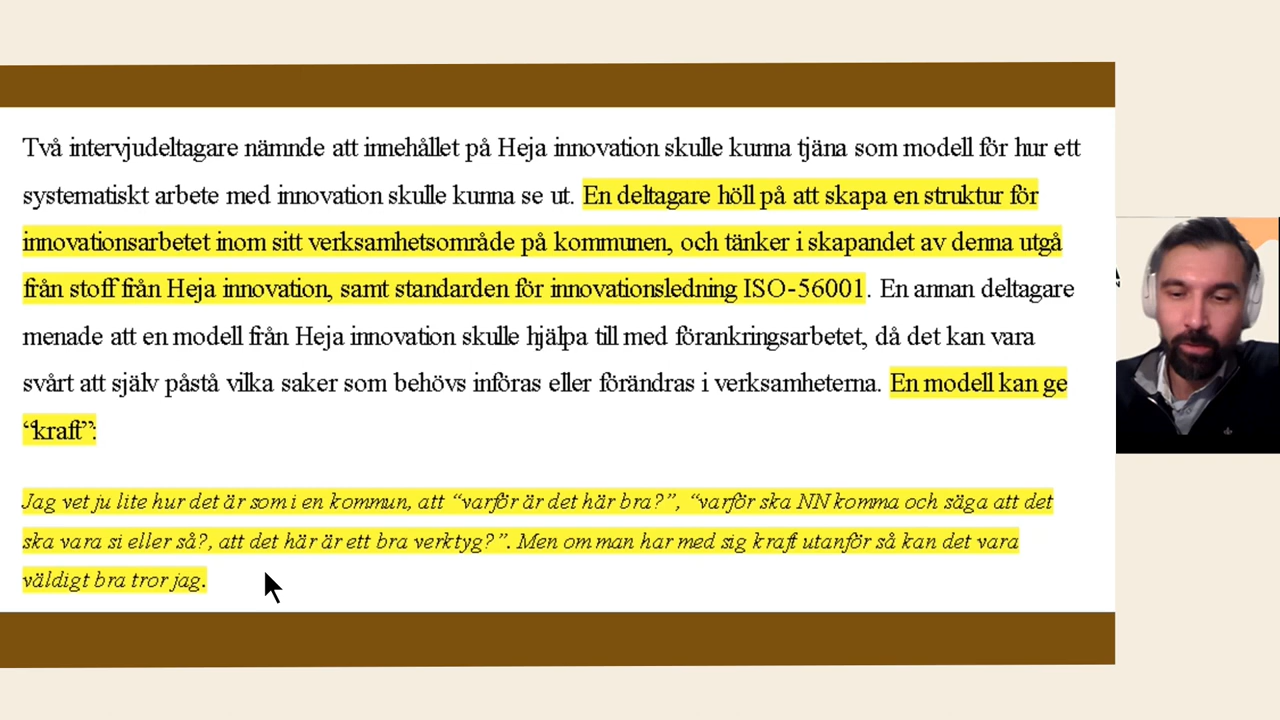 Två intervjudeltagare nämnde att innehållet på Heja innovation skulle kunna tjäna som modell för hur ett
systematiskt arbete med innovation skulle kunna se ut. En deltagare höll på att skapa en struktur för
innovationsarbetet inom sitt verksamhetsområde på kommunen, och tänker i skapandet av denna utgå
från stoff från Heja innovation, samt standarden för innovationsledning ISO-56001. En annan deltagare
menade att en modell från Heja innovation skulle hjälpa till med förankringsarbetet, då det kan vara
svårt att själv påstå vilka saker som behövs införas eller förändras i verksamheterna. En modell kan ge
“kraft”:
Jag vet ju lite hur det är som i en kommun, att “varför är det här bra?”, “varför ska NN komma och säga att det
ska vara si eller så?, att det här är ett bra verktyg?”. Men om man har med sig kraft utanför så kan det vara
väldigt bra tror jag.